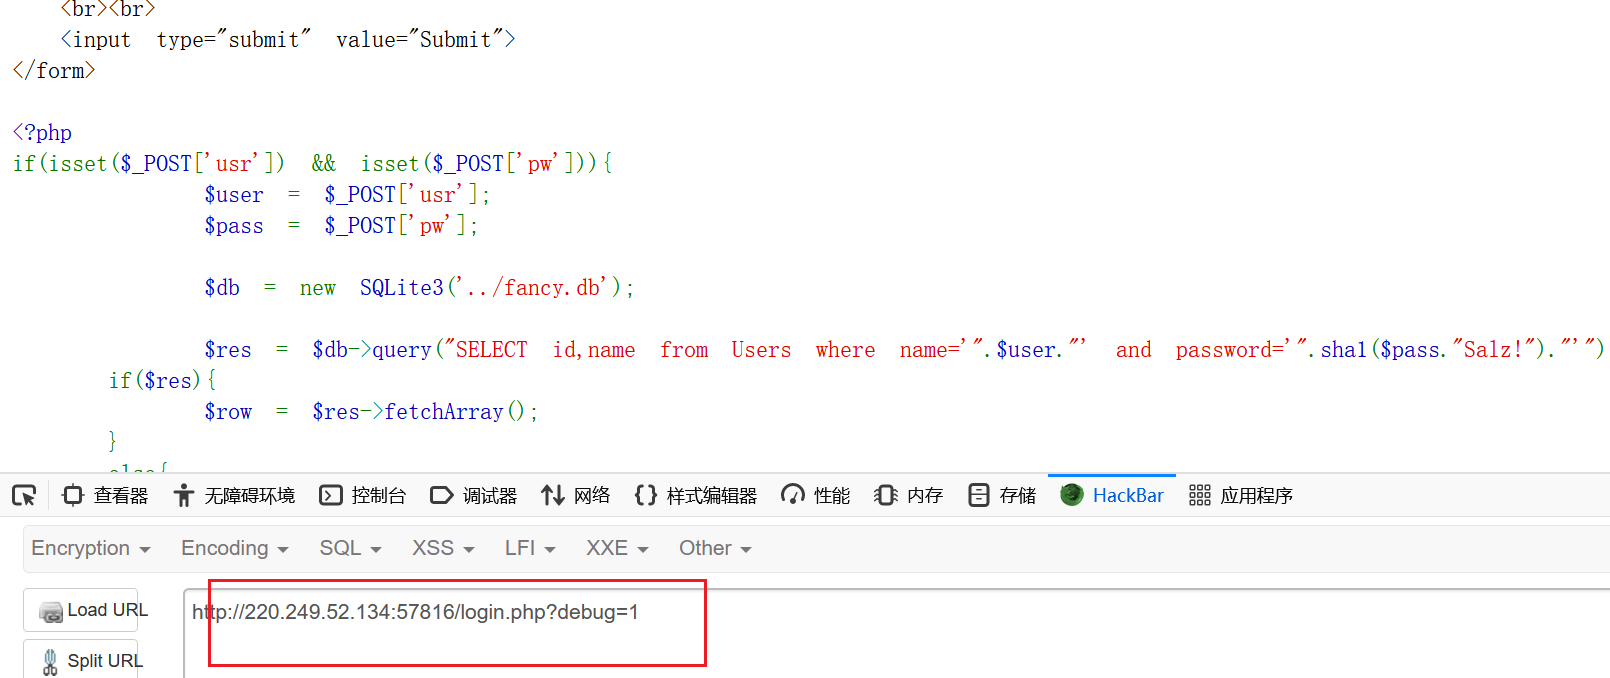 <br><br>
<input type="submit" value="Submit">
</form>
<?php
if(isset($_POST['usr']) && isset($_POST['pw'])){
$user = $_POST['usr'];
$pass = $_POST['pw'];
$db = new SQLite3('../fancy.db');
$res = $db->query("SELECT id,name from Users where name='".$user."' and password='".sha1($pass."Salz!")."'")
if($res){
$row = $res->fetchArray();
}
else{
查看器 无障碍环境 控制台 调试器 网络 样式编辑器 性能 内存 存储 HackBar 应用程序
Encryption Encoding SQL XSS LFI XXE Other
Load URL http://220.249.52.134:57816/login.php?debug=1
Split URL